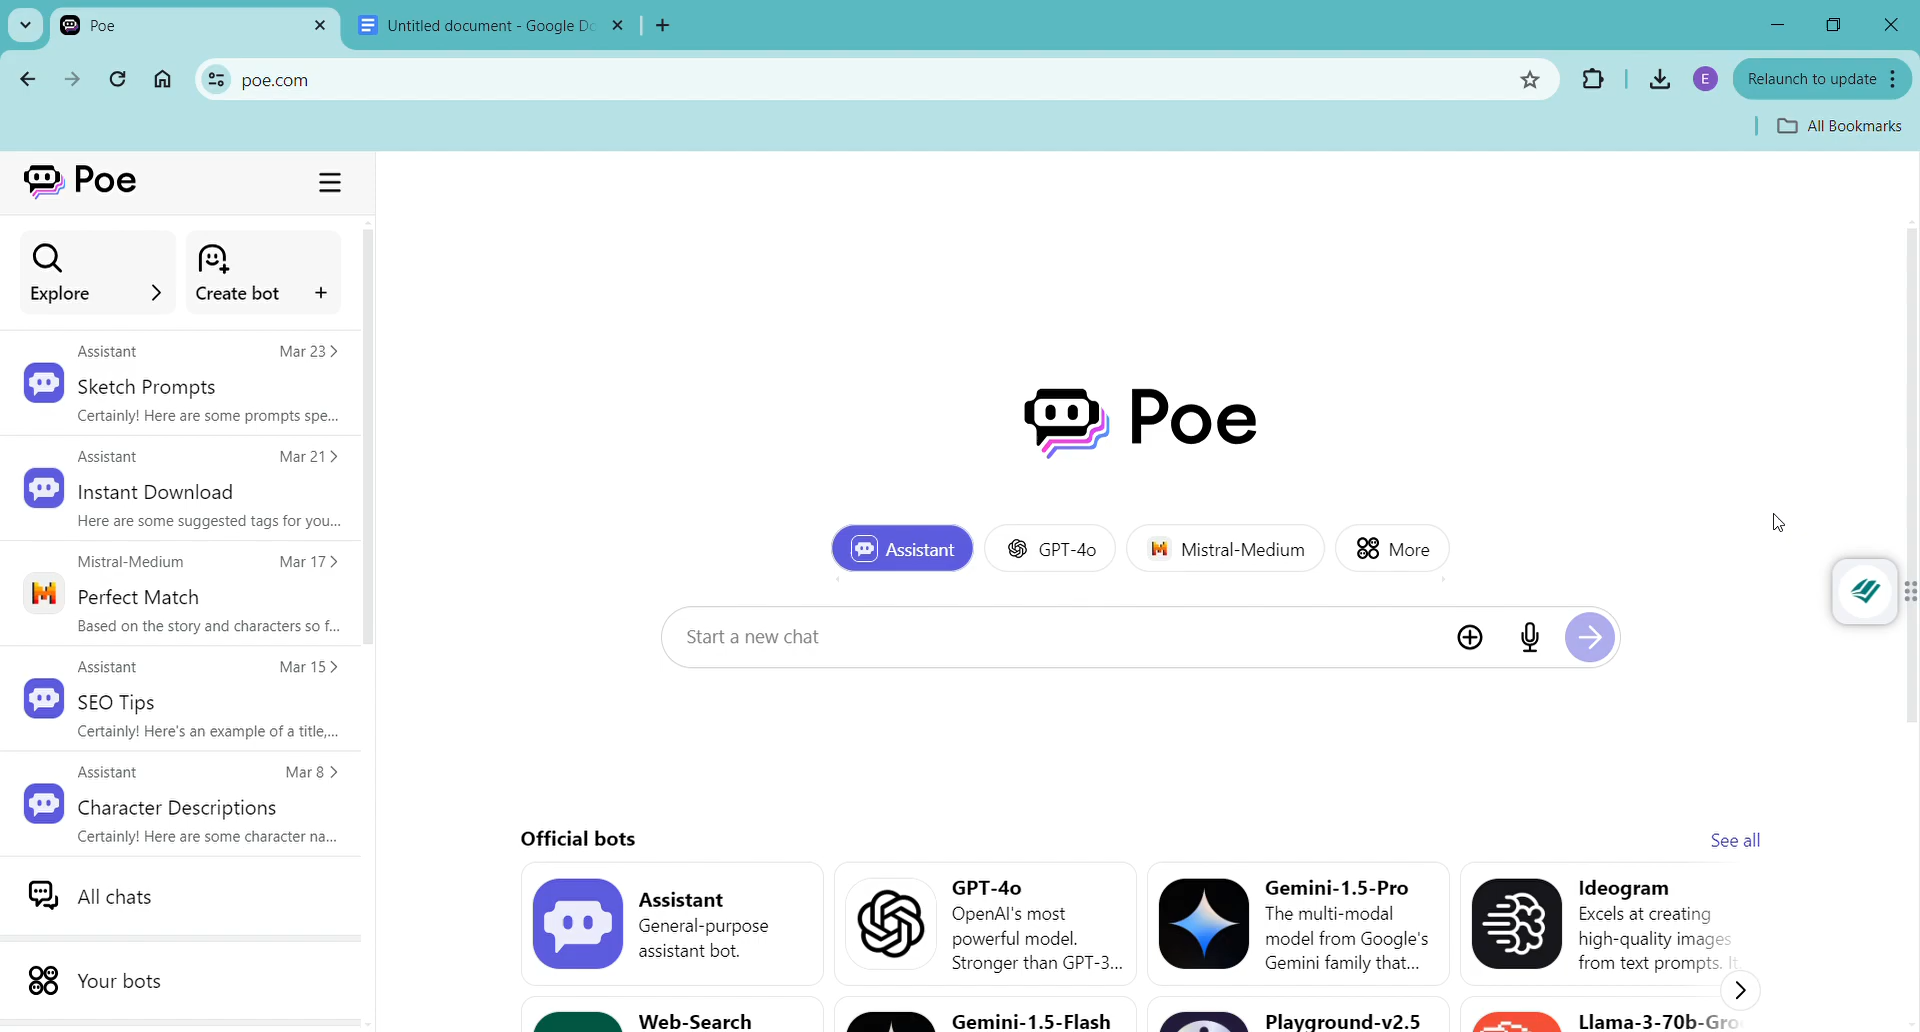 Poe
Untitled document - Google Do
poe.com
E
Relaunch to update
All Bookmarks
Poe
Explore
Create bot
Assistant
Mar 23
Sketch Prompts
Certainly! Here are some prompts spe...
Assistant
Mar 21
Instant Download
Here are some suggested tags for you...
Mistral-Medium
Mar 17
Perfect Match
Based on the story and characters so f...
Assistant
Mar 15
SEO Tips
Certainly! Here's an example of a title,...
Assistant
Mar 8
Character Descriptions
Certainly! Here are some character na...
All chats
Your bots
Poe
Assistant
GPT-4o
Mistral-Medium
More
Start a new chat
Official bots
See all
Assistant
General-purpose
assistant bot.
GPT-4o
OpenAI's most
powerful model.
Stronger than GPT-3...
Gemini-1.5-Pro
The multi-modal
model from Google's
Gemini family that...
Ideogram
Excels at creating
high-quality images
from text prompts. It
Web-Search
Gemini-1.5-Flash
Playground-v2.5
Llama-3-70b-Gro